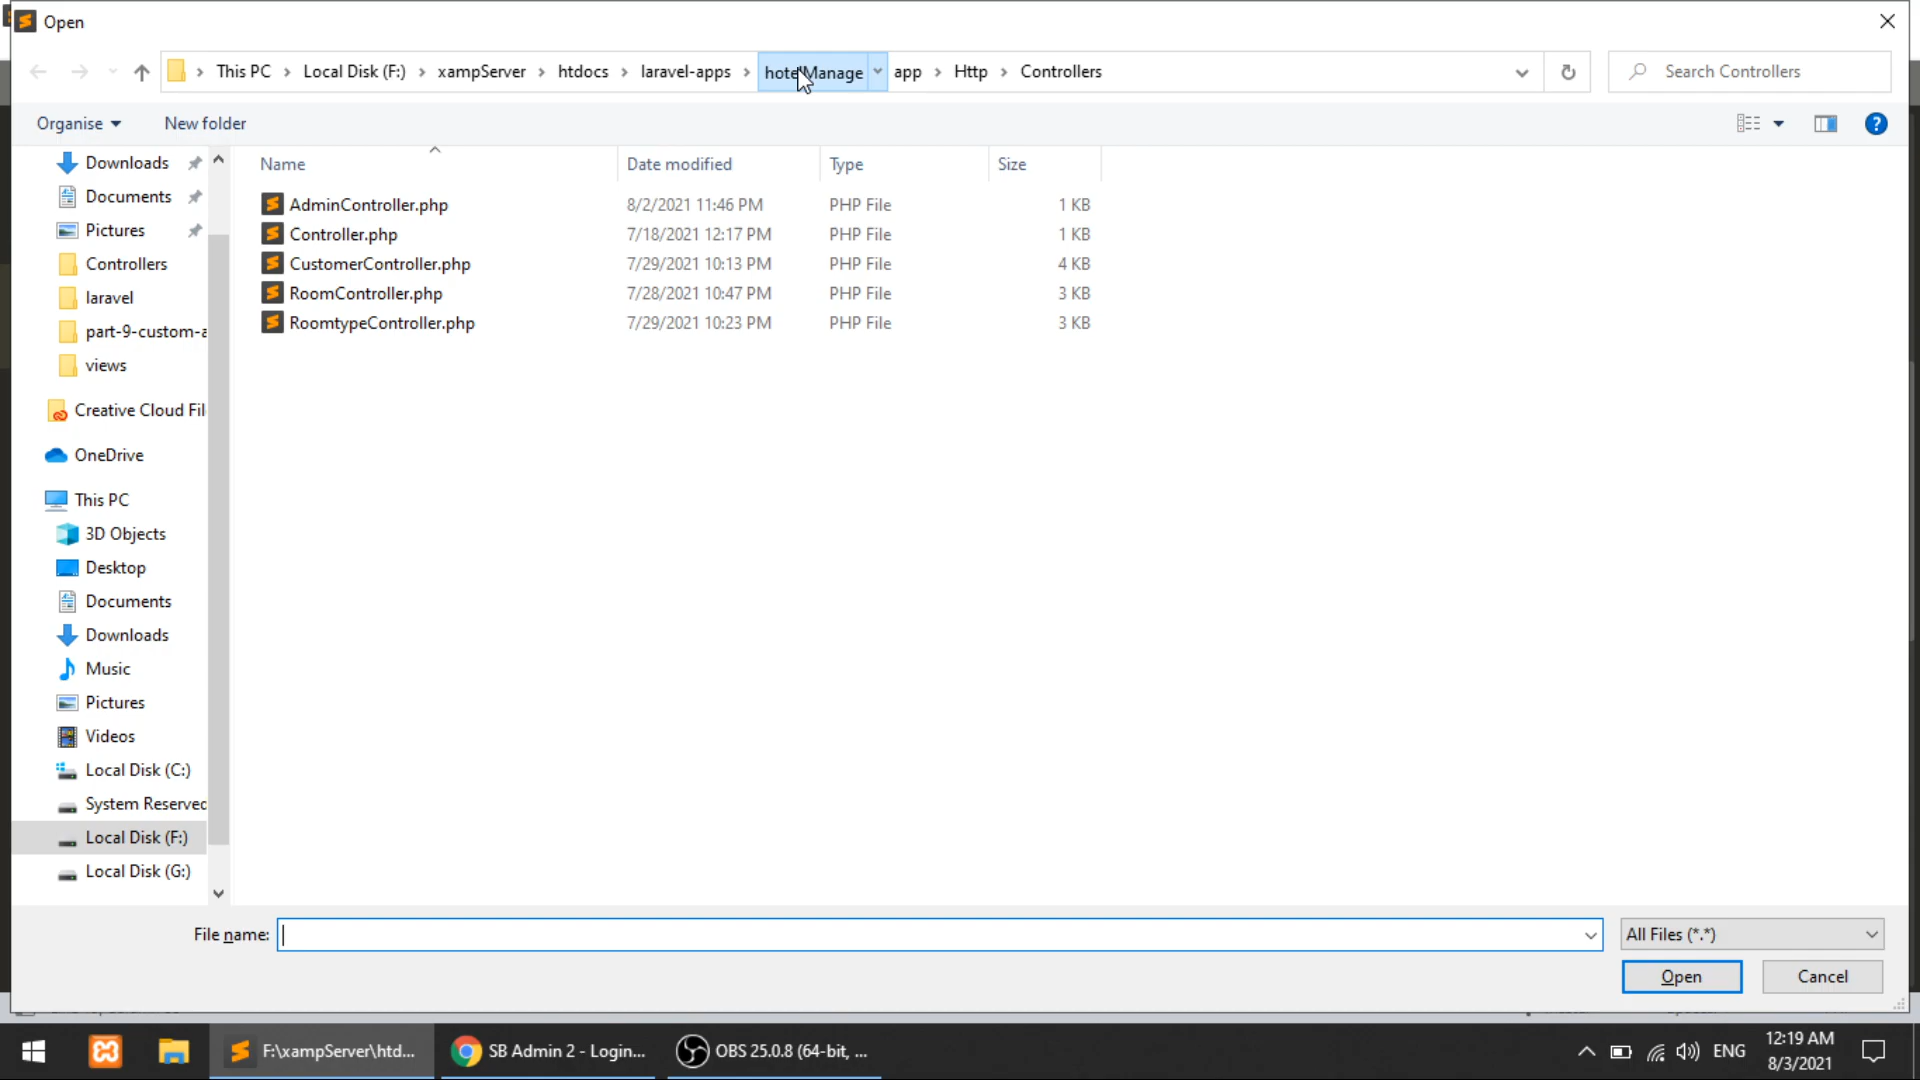 Open
This PC > Local Disk (F:) > xampServer > htdocs > laravel-apps > hotelManage app > Http > Controllers
Search Controllers
Organise
New folder
?
Downloads
Documents
Pictures
Controllers
laravel
part-9-custom-a
views
Creative Cloud Fil
OneDrive
This PC
3D Objects
Desktop
Documents
Downloads
Music
Pictures
Videos
Local Disk (C:)
System Reserved
Local Disk (F:)
Local Disk (G:)
Name Date modified Type Size
AdminController.php 8/2/2021 11:46 PM PHP File 1 KB
Controller.php 7/18/2021 12:17 PM PHP File 1 KB
CustomerController.php 7/29/2021 10:13 PM PHP File 4 KB
RoomController.php 7/28/2021 10:47 PM PHP File 3 KB
RoomtypeController.php 7/29/2021 10:23 PM PHP File 3 KB
File name:
All Files (*.*)
Open
Cancel
F:\xampServer\htd...
SB Admin 2 - Login...
OBS 25.0.8 (64-bit, ...
ENG
12:19 AM
8/3/2021